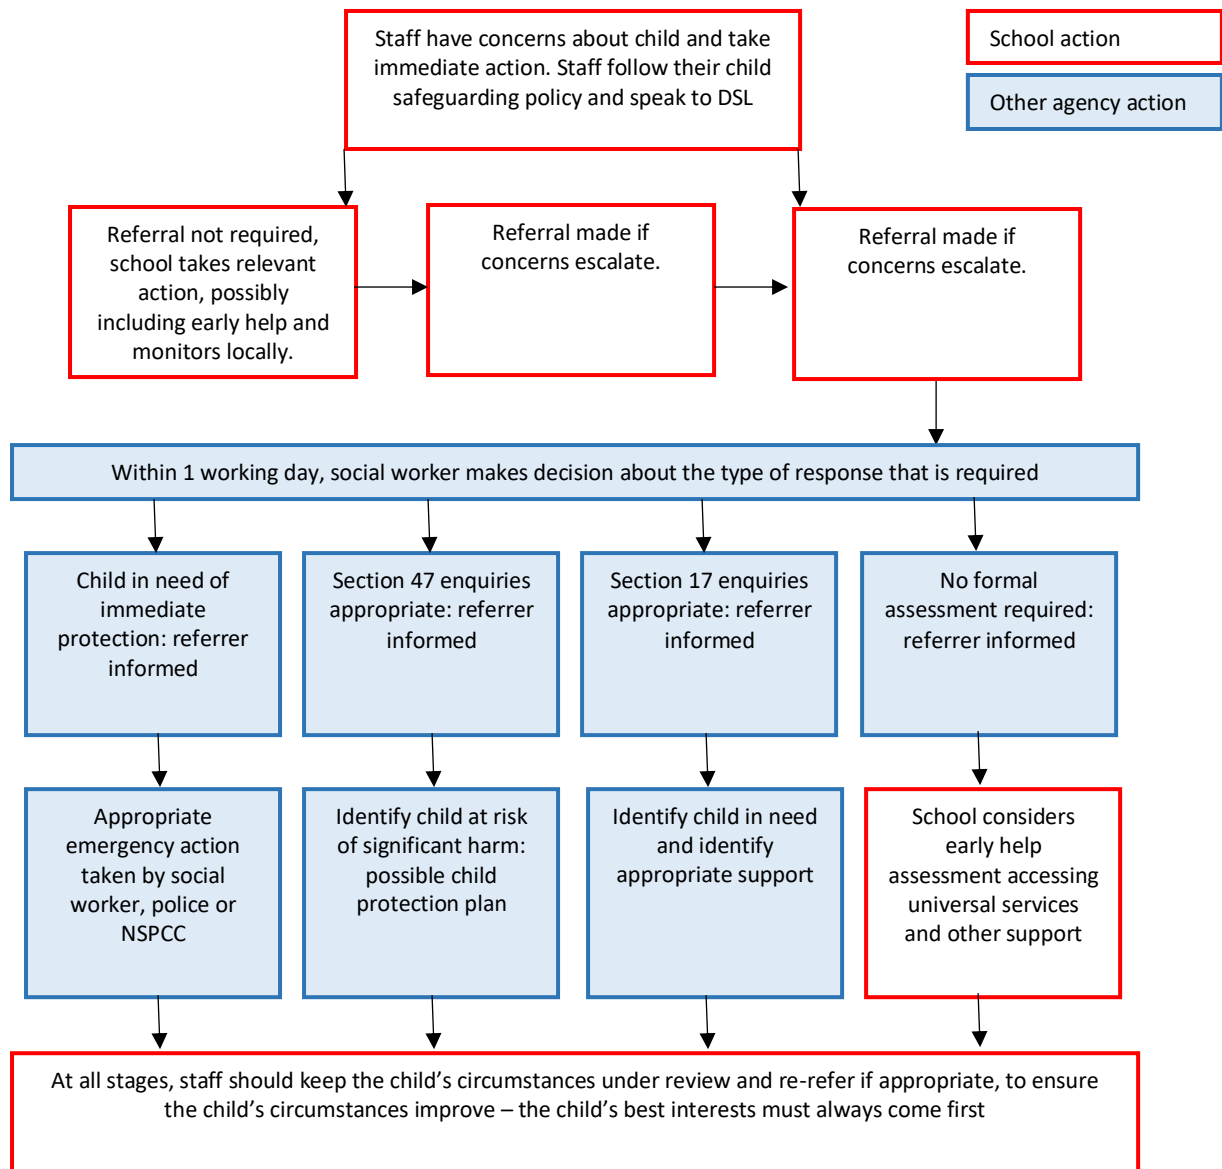 Staff have concerns about child and take
immediate action. Staff follow their child
safeguarding policy and speak to DSL
School action
Other agency action
Referral not required,
school takes relevant
action, possibly
including early help and
monitors locally.
Referral made if
concerns escalate.
Referral made if
concerns escalate.
Within 1 working day, social worker makes decision about the type of response that is required
Child in need of
immediate
protection: referrer
informed
Section 47 enquiries
appropriate: referrer
informed
Section 17 enquiries
appropriate: referrer
informed
No formal
assessment required:
referrer informed
Appropriate
emergency action
taken by social
worker, police or
NSPCC
Identify child at risk
of significant harm:
possible child
protection plan
Identify child in need
and identify
appropriate support
School considers
early help
assessment accessing
universal services
and other support
At all stages, staff should keep the child’s circumstances under review and re-refer if appropriate, to ensure
the child’s circumstances improve – the child’s best interests must always come first